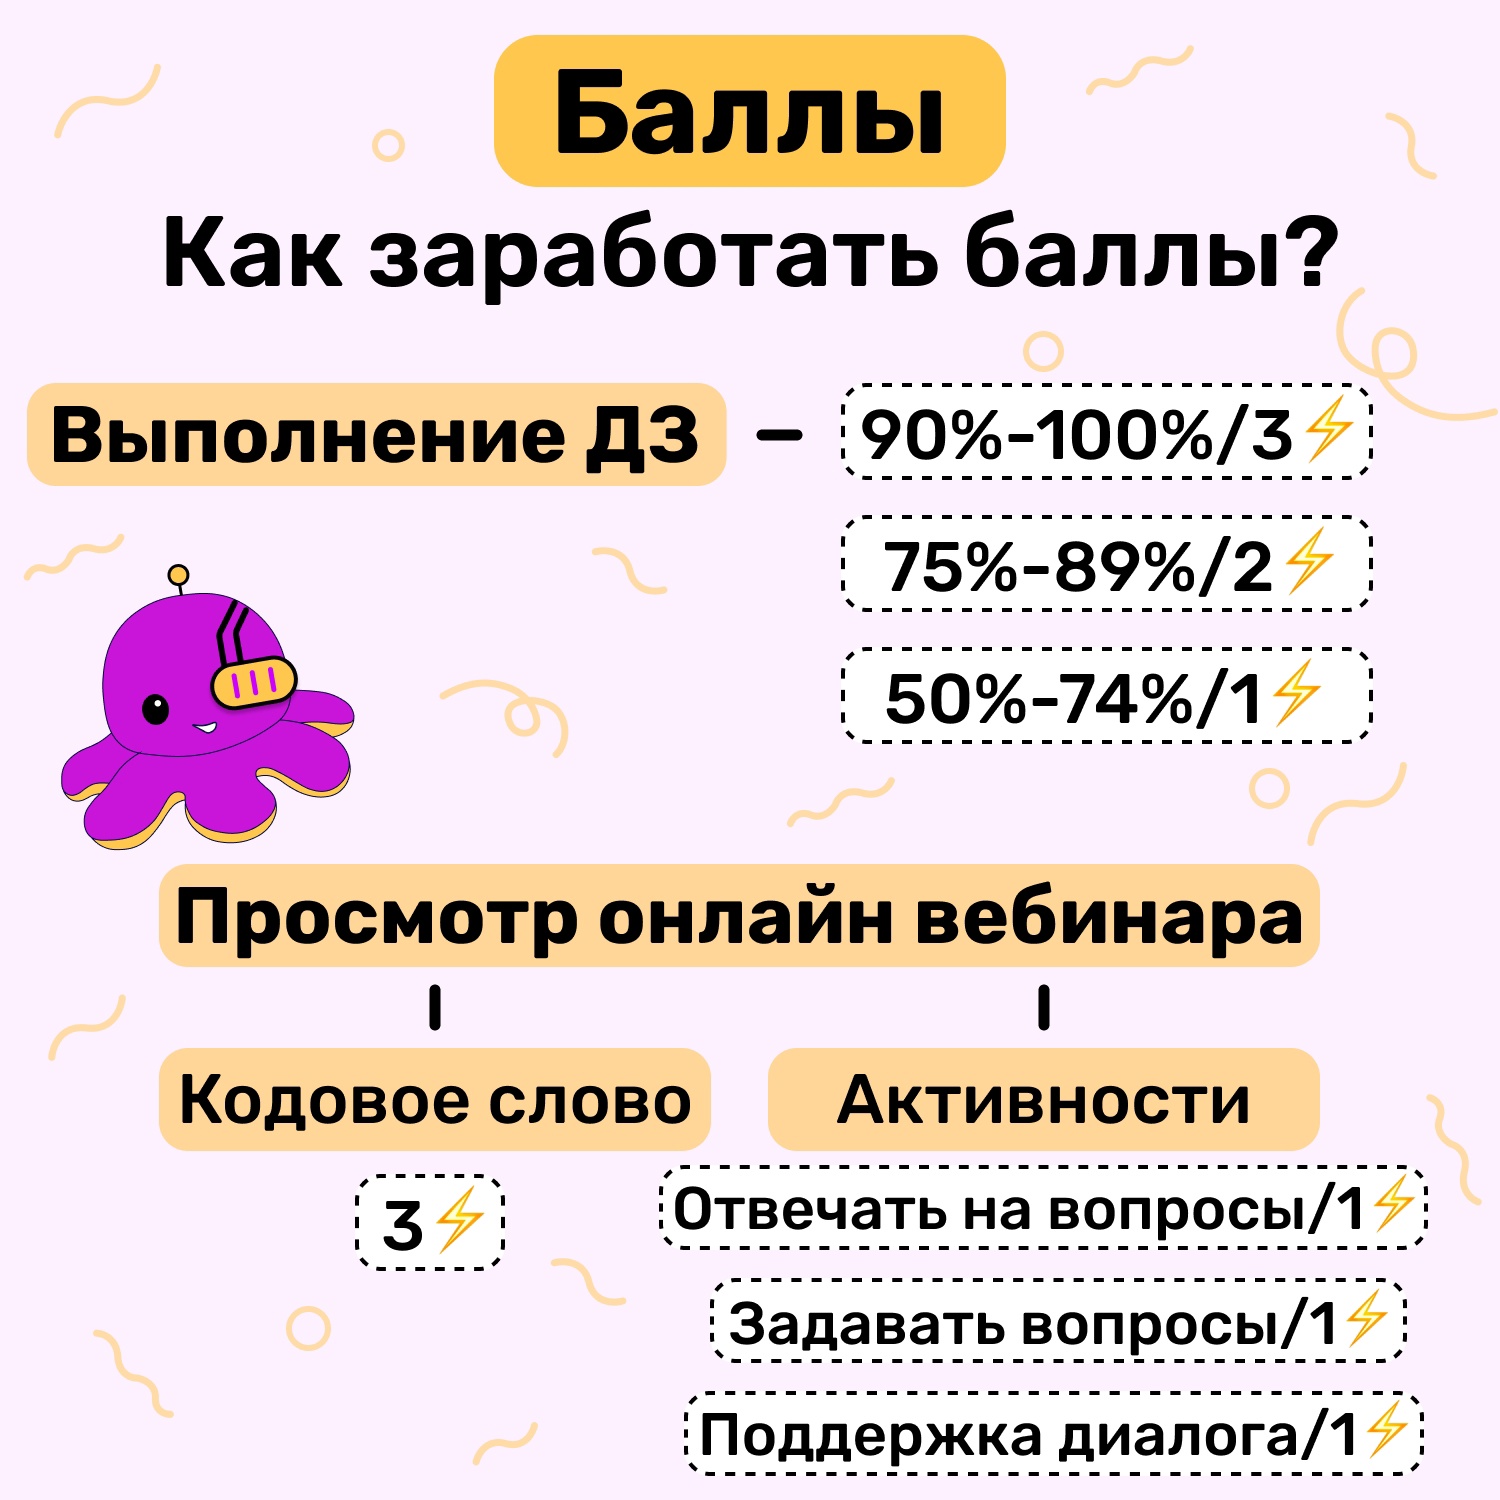 Баллы
Как заработать баллы?
Выполнение ДЗ - 90%-100%/3⚡
75%-89%/2⚡
50%-74%/1⚡
Просмотр онлайн вебинара
Кодовое слово
Активности
3⚡
Отвечать на вопросы/1⚡
Задавать вопросы/1⚡
Поддержка диалога/1⚡